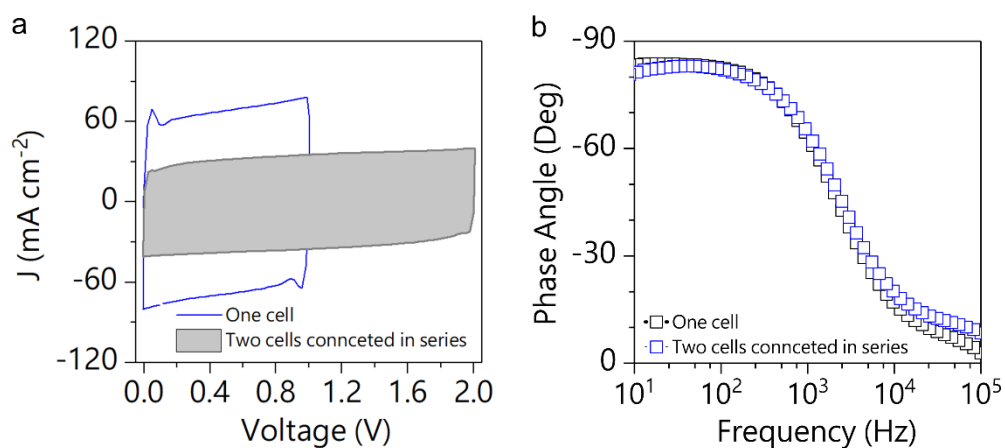 a
120
60
0
-60
-120
J (mA cm-2)
One cell
Two cells connceted in series
0.0 0.4 0.8 1.2 1.6 2.0
Voltage (V)
b
-90
-60
-30
0
Phase Angle (Deg)
One cell
Two cells connceted in series
10¹ 10² 10³ 10⁴ 10⁵
Frequency (Hz)